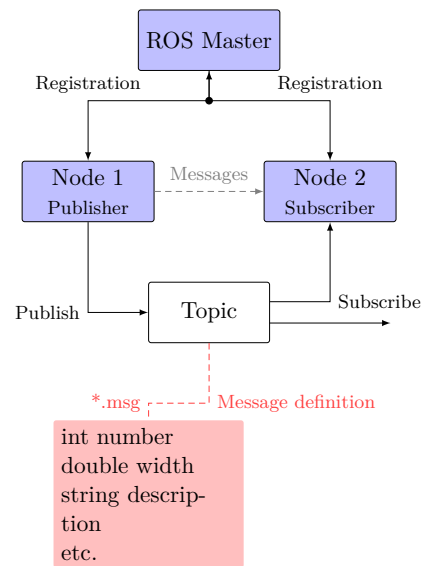 ROS Master
Registration
Registration
Node 1
Publisher
Messages
Node 2
Subscriber
Publish
Topic
Subscribe
*.msg
Message definition
int number
double width
string descrip-
tion
etc.